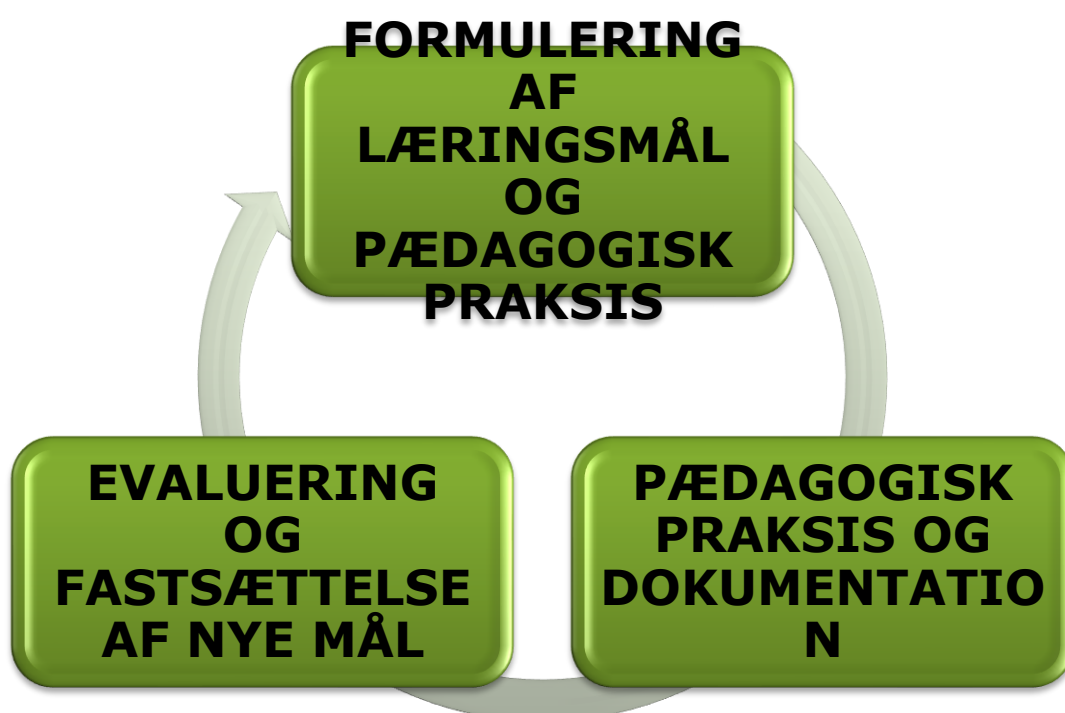 FORMULERING
AF
LÆRINGSMÅL
OG
PÆDAGOGISK
PRAKSIS
EVALUERING
OG
FASTSÆTTELSE
AF NYE MÅL
PÆDAGOGISK
PRAKSIS OG
DOKUMENTATIO
N